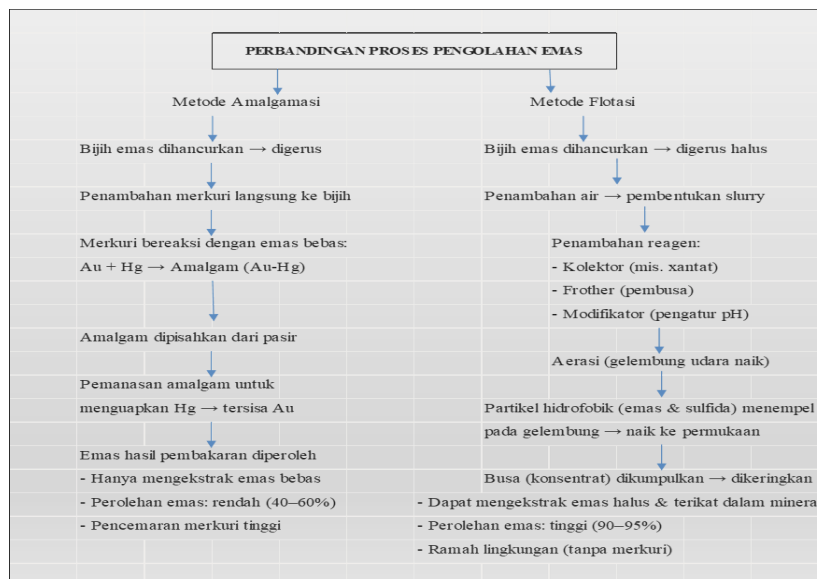 PERBANDINGAN PROSES PENGOLAHAN EMAS
Metode Amalgamasi
Bijih emas dihancurkan → digerus
Penambahan merkuri langsung ke bijih
Merkuri bereaksi dengan emas bebas:
Au + Hg → Amalgam (Au-Hg)
Amalgam dipisahkan dari pasir
Pemanasan amalgam untuk
menguapkan Hg → tersisa Au
Emas hasil pembakaran diperoleh
- Hanya mengekstrak emas bebas
- Perolehan emas: rendah (40–60%)
- Pencemaran merkuri tinggi
Metode Flotasi
Bijih emas dihancurkan → digerus halus
Penambahan air → pembentukan slurry
Penambahan reagen:
- Kolektor (mis. xantat)
- Frother (pembusa)
- Modifikator (pengatur pH)
Aerasi (gelembung udara naik)
Partikel hidrofobik (emas & sulfida) menempel
pada gelembung → naik ke permukaan
Busa (konsentrat) dikumpulkan → dikeringkan
- Dapat mengekstrak emas halus & terikat dalam minera
- Perolehan emas: tinggi (90–95%)
- Ramah lingkungan (tanpa merkuri)